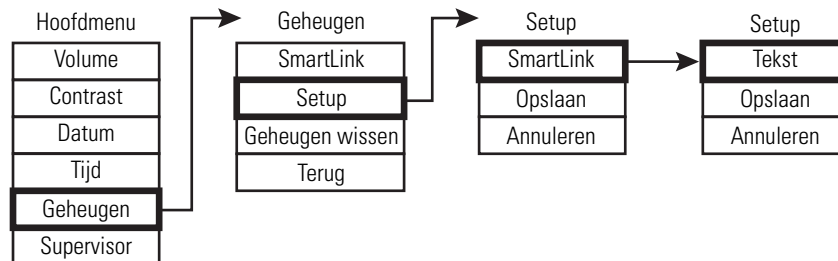 Hoofdmenu
Volume
Contrast
Datum
Tijd
Geheugen
Supervisor
Geheugen
SmartLink
Setup
Geheugen wissen
Terug
Setup
SmartLink
Opslaan
Annuleren
Setup
Tekst
Opslaan
Annuleren